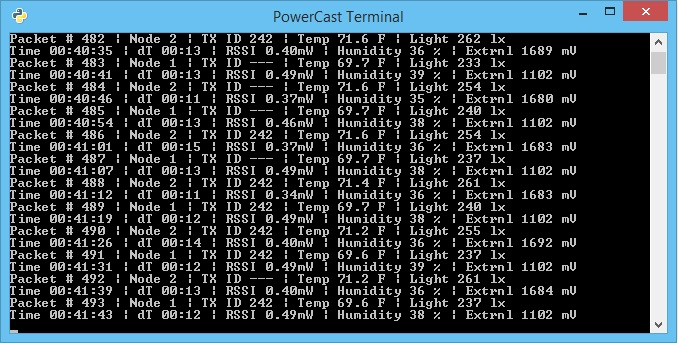 PowerCast Terminal
Packet # 482 ¦ Node 2 ¦ TX ID 242 ¦ Temp 71.6 F ¦ Light 262 lx
Time 00:40:35 ¦ dT 00:13 ¦ RSSI 0.40mW ¦ Humidity 36 % ¦ Extrnl 1689 mV
Packet # 483 ¦ Node 1 ¦ TX ID --- ¦ Temp 69.7 F ¦ Light 233 lx
Time 00:40:41 ¦ dT 00:13 ¦ RSSI 0.49mW ¦ Humidity 39 % ¦ Extrnl 1102 mV
Packet # 484 ¦ Node 2 ¦ TX ID --- ¦ Temp 71.6 F ¦ Light 254 lx
Time 00:40:46 ¦ dT 00:11 ¦ RSSI 0.37mW ¦ Humidity 35 % ¦ Extrnl 1680 mV
Packet # 485 ¦ Node 1 ¦ TX ID --- ¦ Temp 69.7 F ¦ Light 240 lx
Time 00:40:54 ¦ dT 00:13 ¦ RSSI 0.46mW ¦ Humidity 38 % ¦ Extrnl 1102 mV
Packet # 486 ¦ Node 2 ¦ TX ID 242 ¦ Temp 71.6 F ¦ Light 254 lx
Time 00:41:01 ¦ dT 00:15 ¦ RSSI 0.37mW ¦ Humidity 36 % ¦ Extrnl 1683 mV
Packet # 487 ¦ Node 1 ¦ TX ID --- ¦ Temp 69.7 F ¦ Light 237 lx
Time 00:41:07 ¦ dT 00:13 ¦ RSSI 0.49mW ¦ Humidity 38 % ¦ Extrnl 1102 mV
Packet # 488 ¦ Node 2 ¦ TX ID 242 ¦ Temp 71.4 F ¦ Light 261 lx
Time 00:41:12 ¦ dT 00:11 ¦ RSSI 0.34mW ¦ Humidity 36 % ¦ Extrnl 1683 mV
Packet # 489 ¦ Node 1 ¦ TX ID 242 ¦ Temp 69.7 F ¦ Light 240 lx
Time 00:41:19 ¦ dT 00:12 ¦ RSSI 0.49mW ¦ Humidity 38 % ¦ Extrnl 1102 mV
Packet # 490 ¦ Node 2 ¦ TX ID 242 ¦ Temp 71.2 F ¦ Light 255 lx
Time 00:41:26 ¦ dT 00:14 ¦ RSSI 0.40mW ¦ Humidity 36 % ¦ Extrnl 1692 mV
Packet # 491 ¦ Node 1 ¦ TX ID 242 ¦ Temp 69.6 F ¦ Light 237 lx
Time 00:41:31 ¦ dT 00:12 ¦ RSSI 0.49mW ¦ Humidity 39 % ¦ Extrnl 1102 mV
Packet # 492 ¦ Node 2 ¦ TX ID --- ¦ Temp 71.2 F ¦ Light 261 lx
Time 00:41:39 ¦ dT 00:13 ¦ RSSI 0.40mW ¦ Humidity 36 % ¦ Extrnl 1684 mV
Packet # 493 ¦ Node 1 ¦ TX ID 242 ¦ Temp 69.6 F ¦ Light 237 lx
Time 00:41:43 ¦ dT 00:12 ¦ RSSI 0.49mW ¦ Humidity 38 % ¦ Extrnl 1102 mV